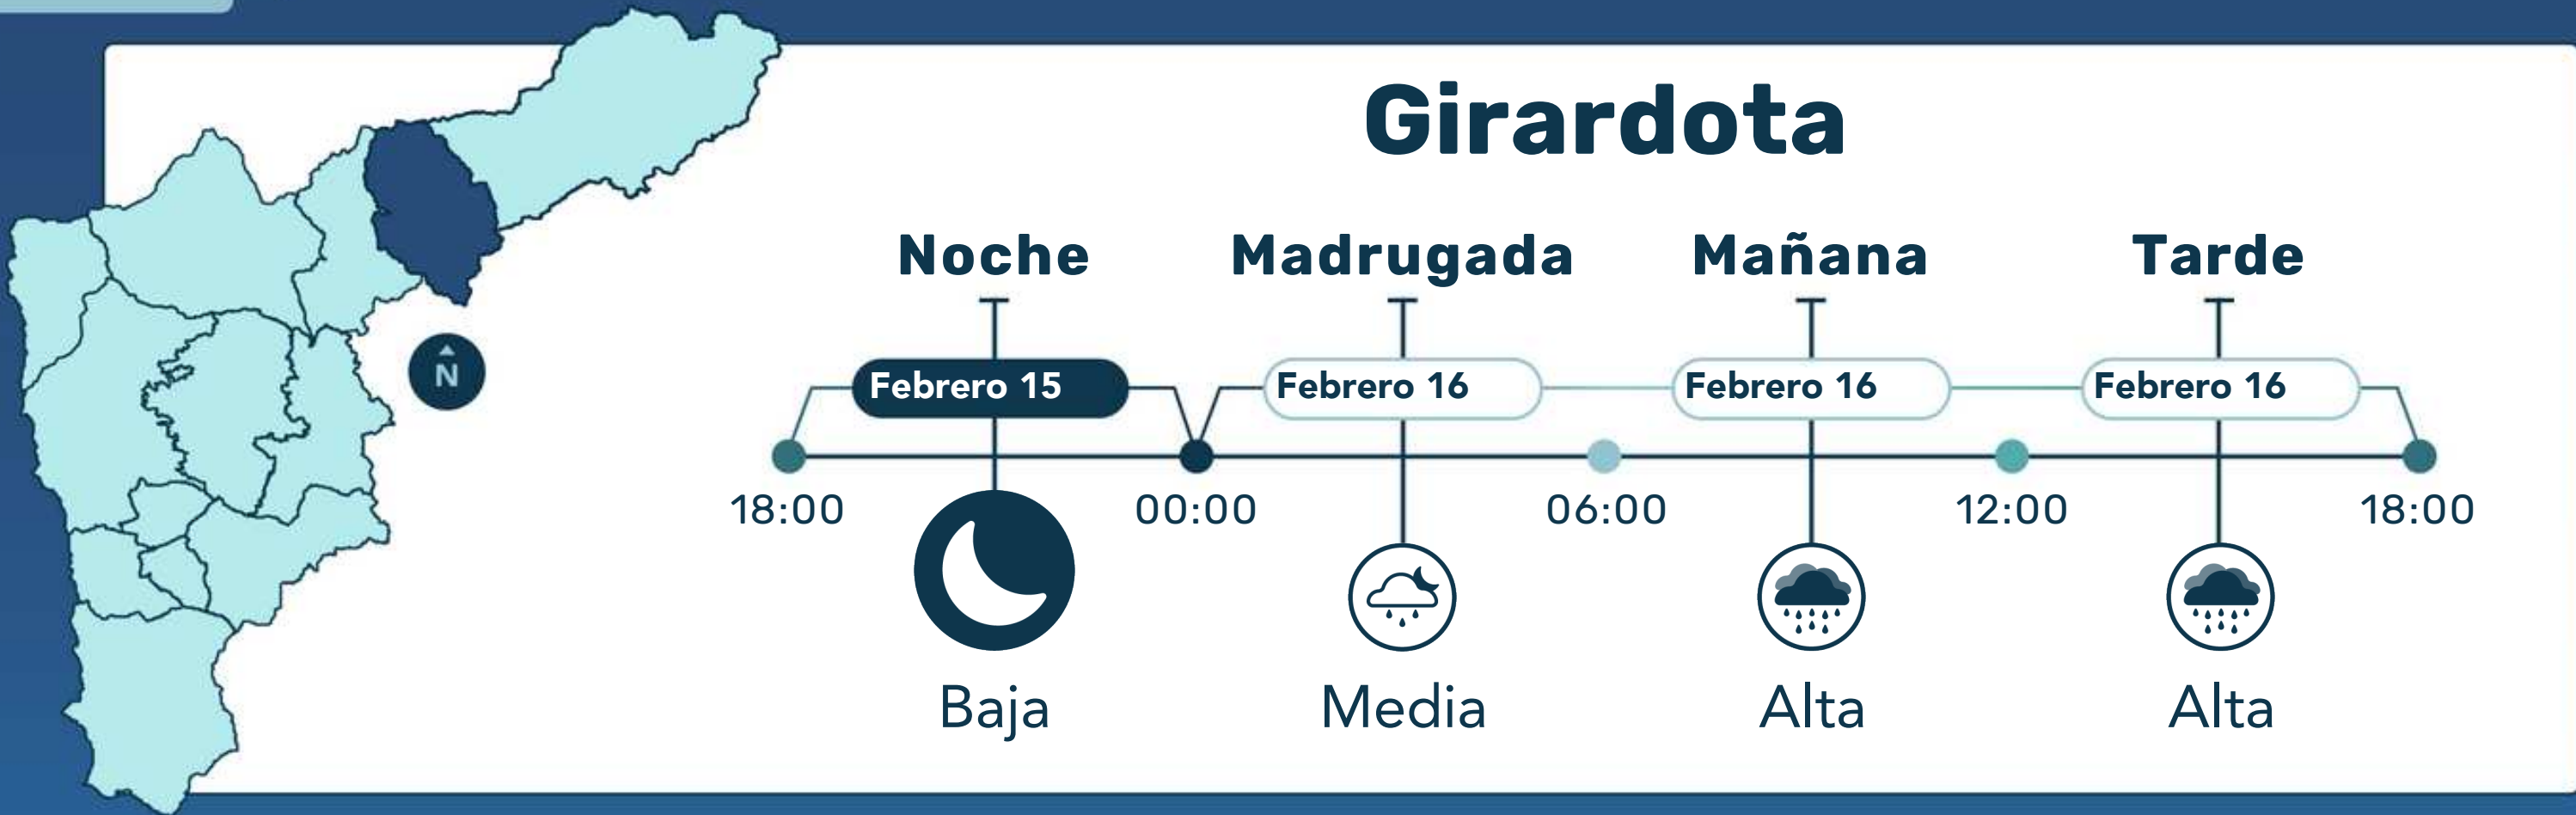 Girardota
Noche Madrugada Mañana Tarde
Febrero 15 Febrero 16 Febrero 16 Febrero 16
N
18:00 00:00 06:00 12:00 18:00
Baja Media Alta Alta